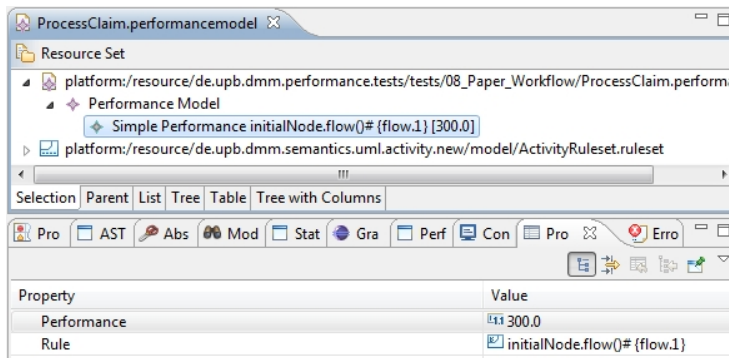 ProcessClaim.performancemodel
Resource Set
platform:/resource/de.upb.dmm.performance.tests/tests/08_Paper_Workflow/ProcessClaim.performa
Performance Model
Simple Performance initialNode.flow()# {flow.1} [300.0]
platform:/resource/de.upb.dmm.semantics.uml.activity.new/model/ActivityRuleset.ruleset
Selection Parent List Tree Table Tree with Columns
Pro AST Abs Mod Stat Gra Perf Con Pro Erro
Property Value
Performance 1.1 300.0
Rule initialNode.flow()# {flow.1}